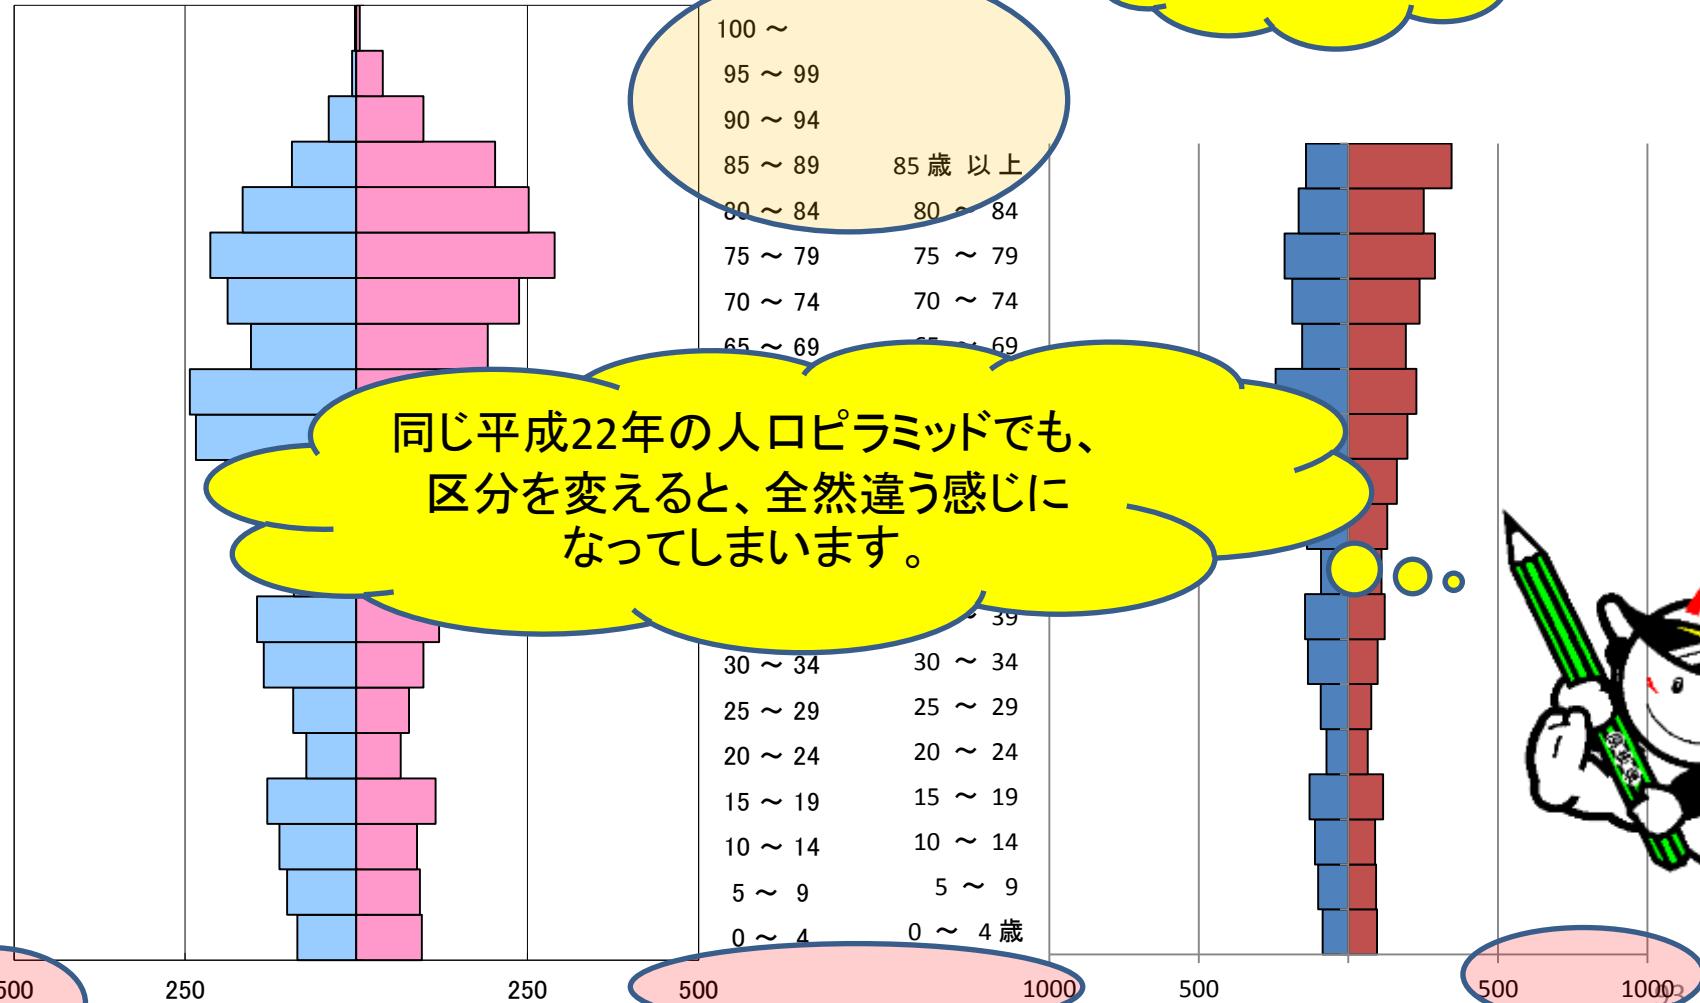 100 ～
95 ～ 99
90 ～ 94
85 ～ 89 85 歳 以 上
80 ～ 84 80 ～ 84
75 ～ 79 75 ～ 79
70 ～ 74 70 ～ 74
65 ～ 69 65 ～ 69
同じ平成22年の人口ピラミッドでも、
区分を変えると、全然違う感じに
なってしまいます。
～ 39
30 ～ 34 30 ～ 34
25 ～ 29 25 ～ 29
20 ～ 24 20 ～ 24
15 ～ 19 15 ～ 19
10 ～ 14 10 ～ 14
5 ～ 9 5 ～ 9
0 ～ 4 0 ～ 4 歳
500 250 250 500 1000 500 500 1000